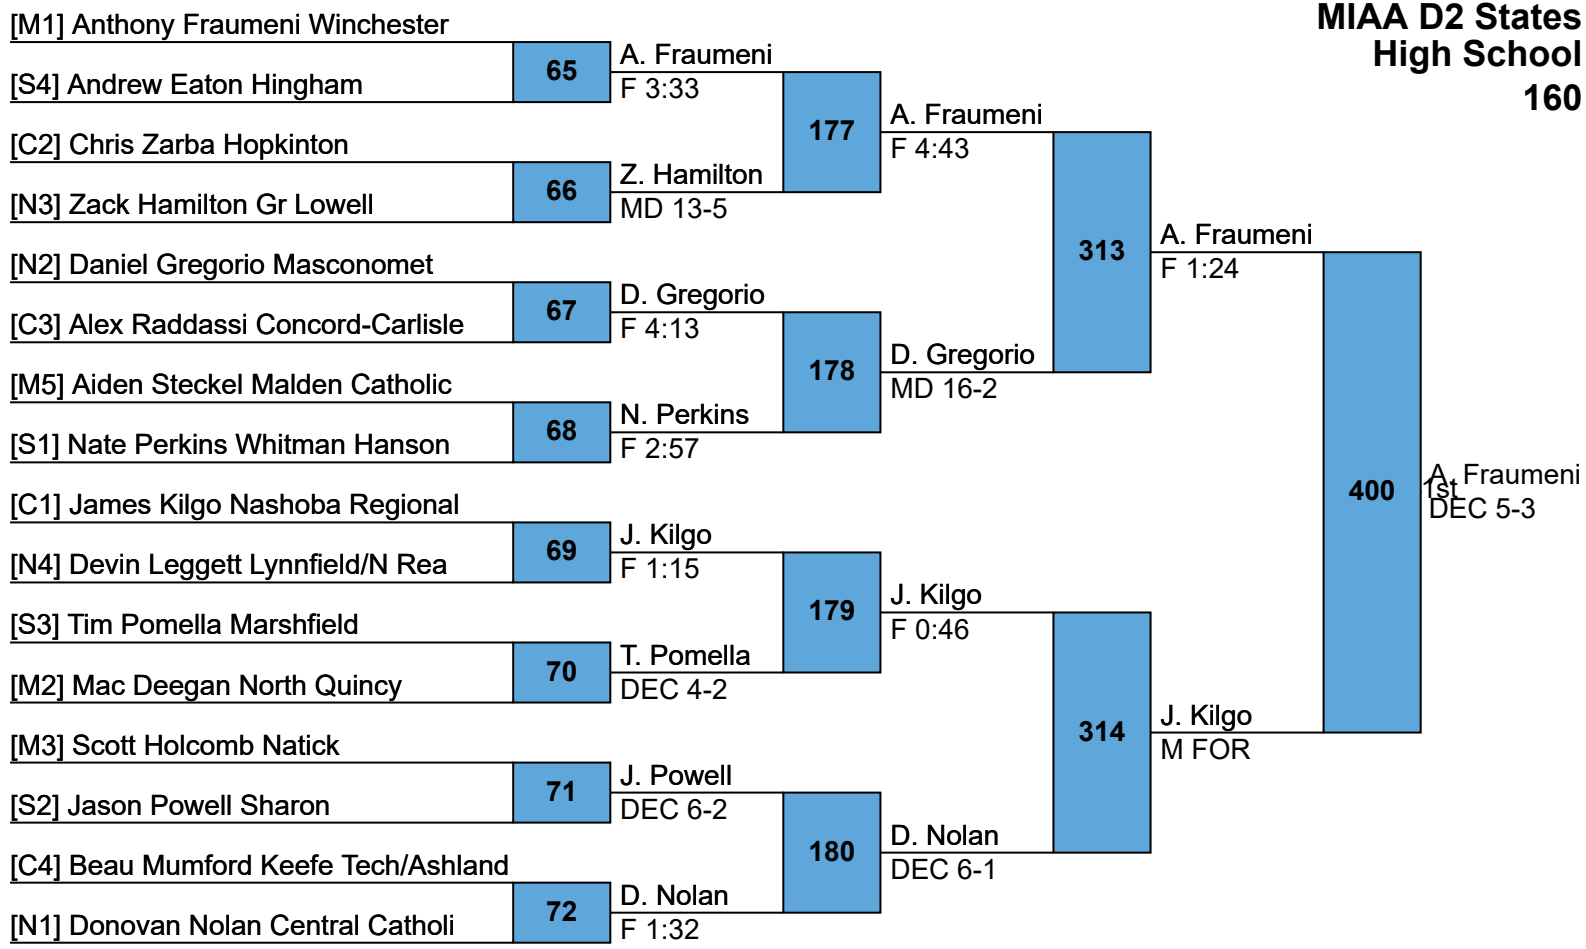 MIAA D2 States
High School
160
[M1] Anthony Fraumeni Winchester
65
A. Fraumeni
F 3:33
[S4] Andrew Eaton Hingham
177
A. Fraumeni
F 4:43
[C2] Chris Zarba Hopkinton
66
Z. Hamilton
MD 13-5
[N3] Zack Hamilton Gr Lowell
313
A. Fraumeni
F 1:24
[N2] Daniel Gregorio Masconomet
67
D. Gregorio
F 4:13
[C3] Alex Raddassi Concord-Carlisle
178
D. Gregorio
MD 16-2
[M5] Aiden Steckel Malden Catholic
68
N. Perkins
F 2:57
[S1] Nate Perkins Whitman Hanson
400
A. Fraumeni
1st
DEC 5-3
[C1] James Kilgo Nashoba Regional
69
J. Kilgo
F 1:15
[N4] Devin Leggett Lynnfield/N Rea
179
J. Kilgo
F 0:46
[S3] Tim Pomella Marshfield
70
T. Pomella
DEC 4-2
[M2] Mac Deegan North Quincy
314
J. Kilgo
M FOR
[M3] Scott Holcomb Natick
71
J. Powell
DEC 6-2
[S2] Jason Powell Sharon
180
D. Nolan
DEC 6-1
[C4] Beau Mumford Keefe Tech/Ashland
72
D. Nolan
F 1:32
[N1] Donovan Nolan Central Catholi